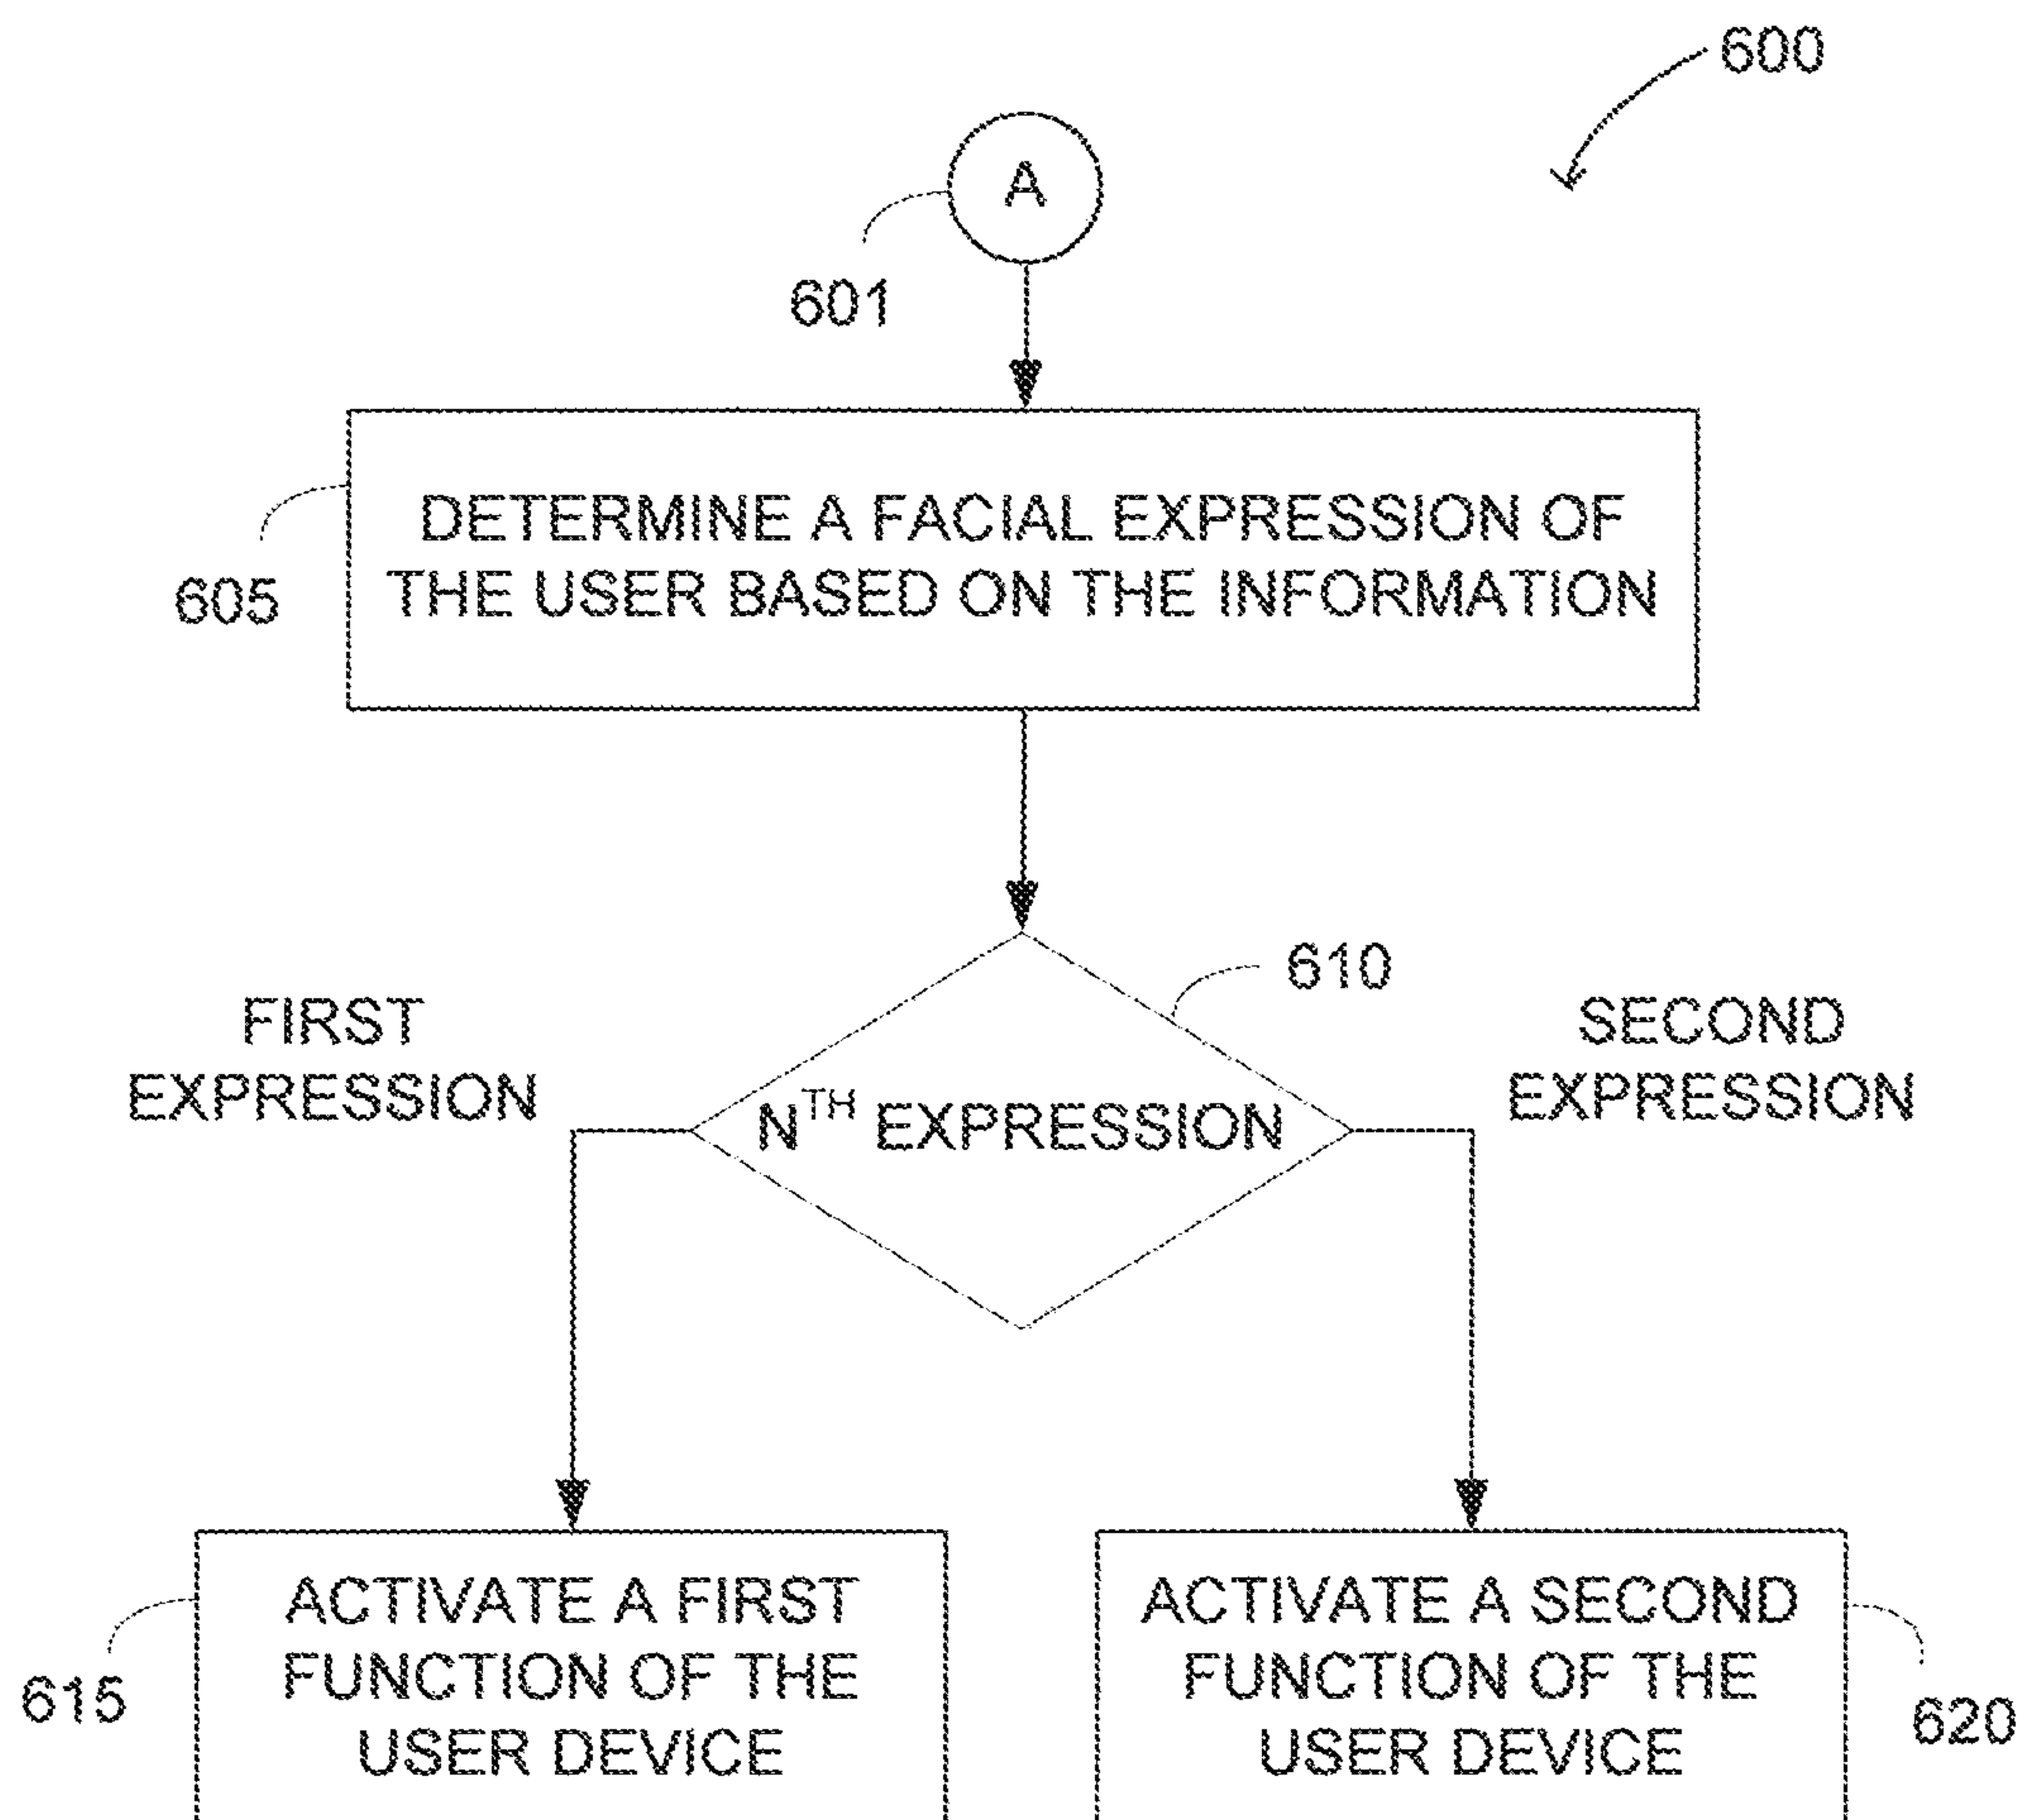 600
A
601
DETERMINE A FACIAL EXPRESSION OF
THE USER BASED ON THE INFORMATION
605
610
FIRST
EXPRESSION
SECOND
EXPRESSION
NTH EXPRESSION
ACTIVATE A FIRST
FUNCTION OF THE
USER DEVICE
615
ACTIVATE A SECOND
FUNCTION OF THE
USER DEVICE
620